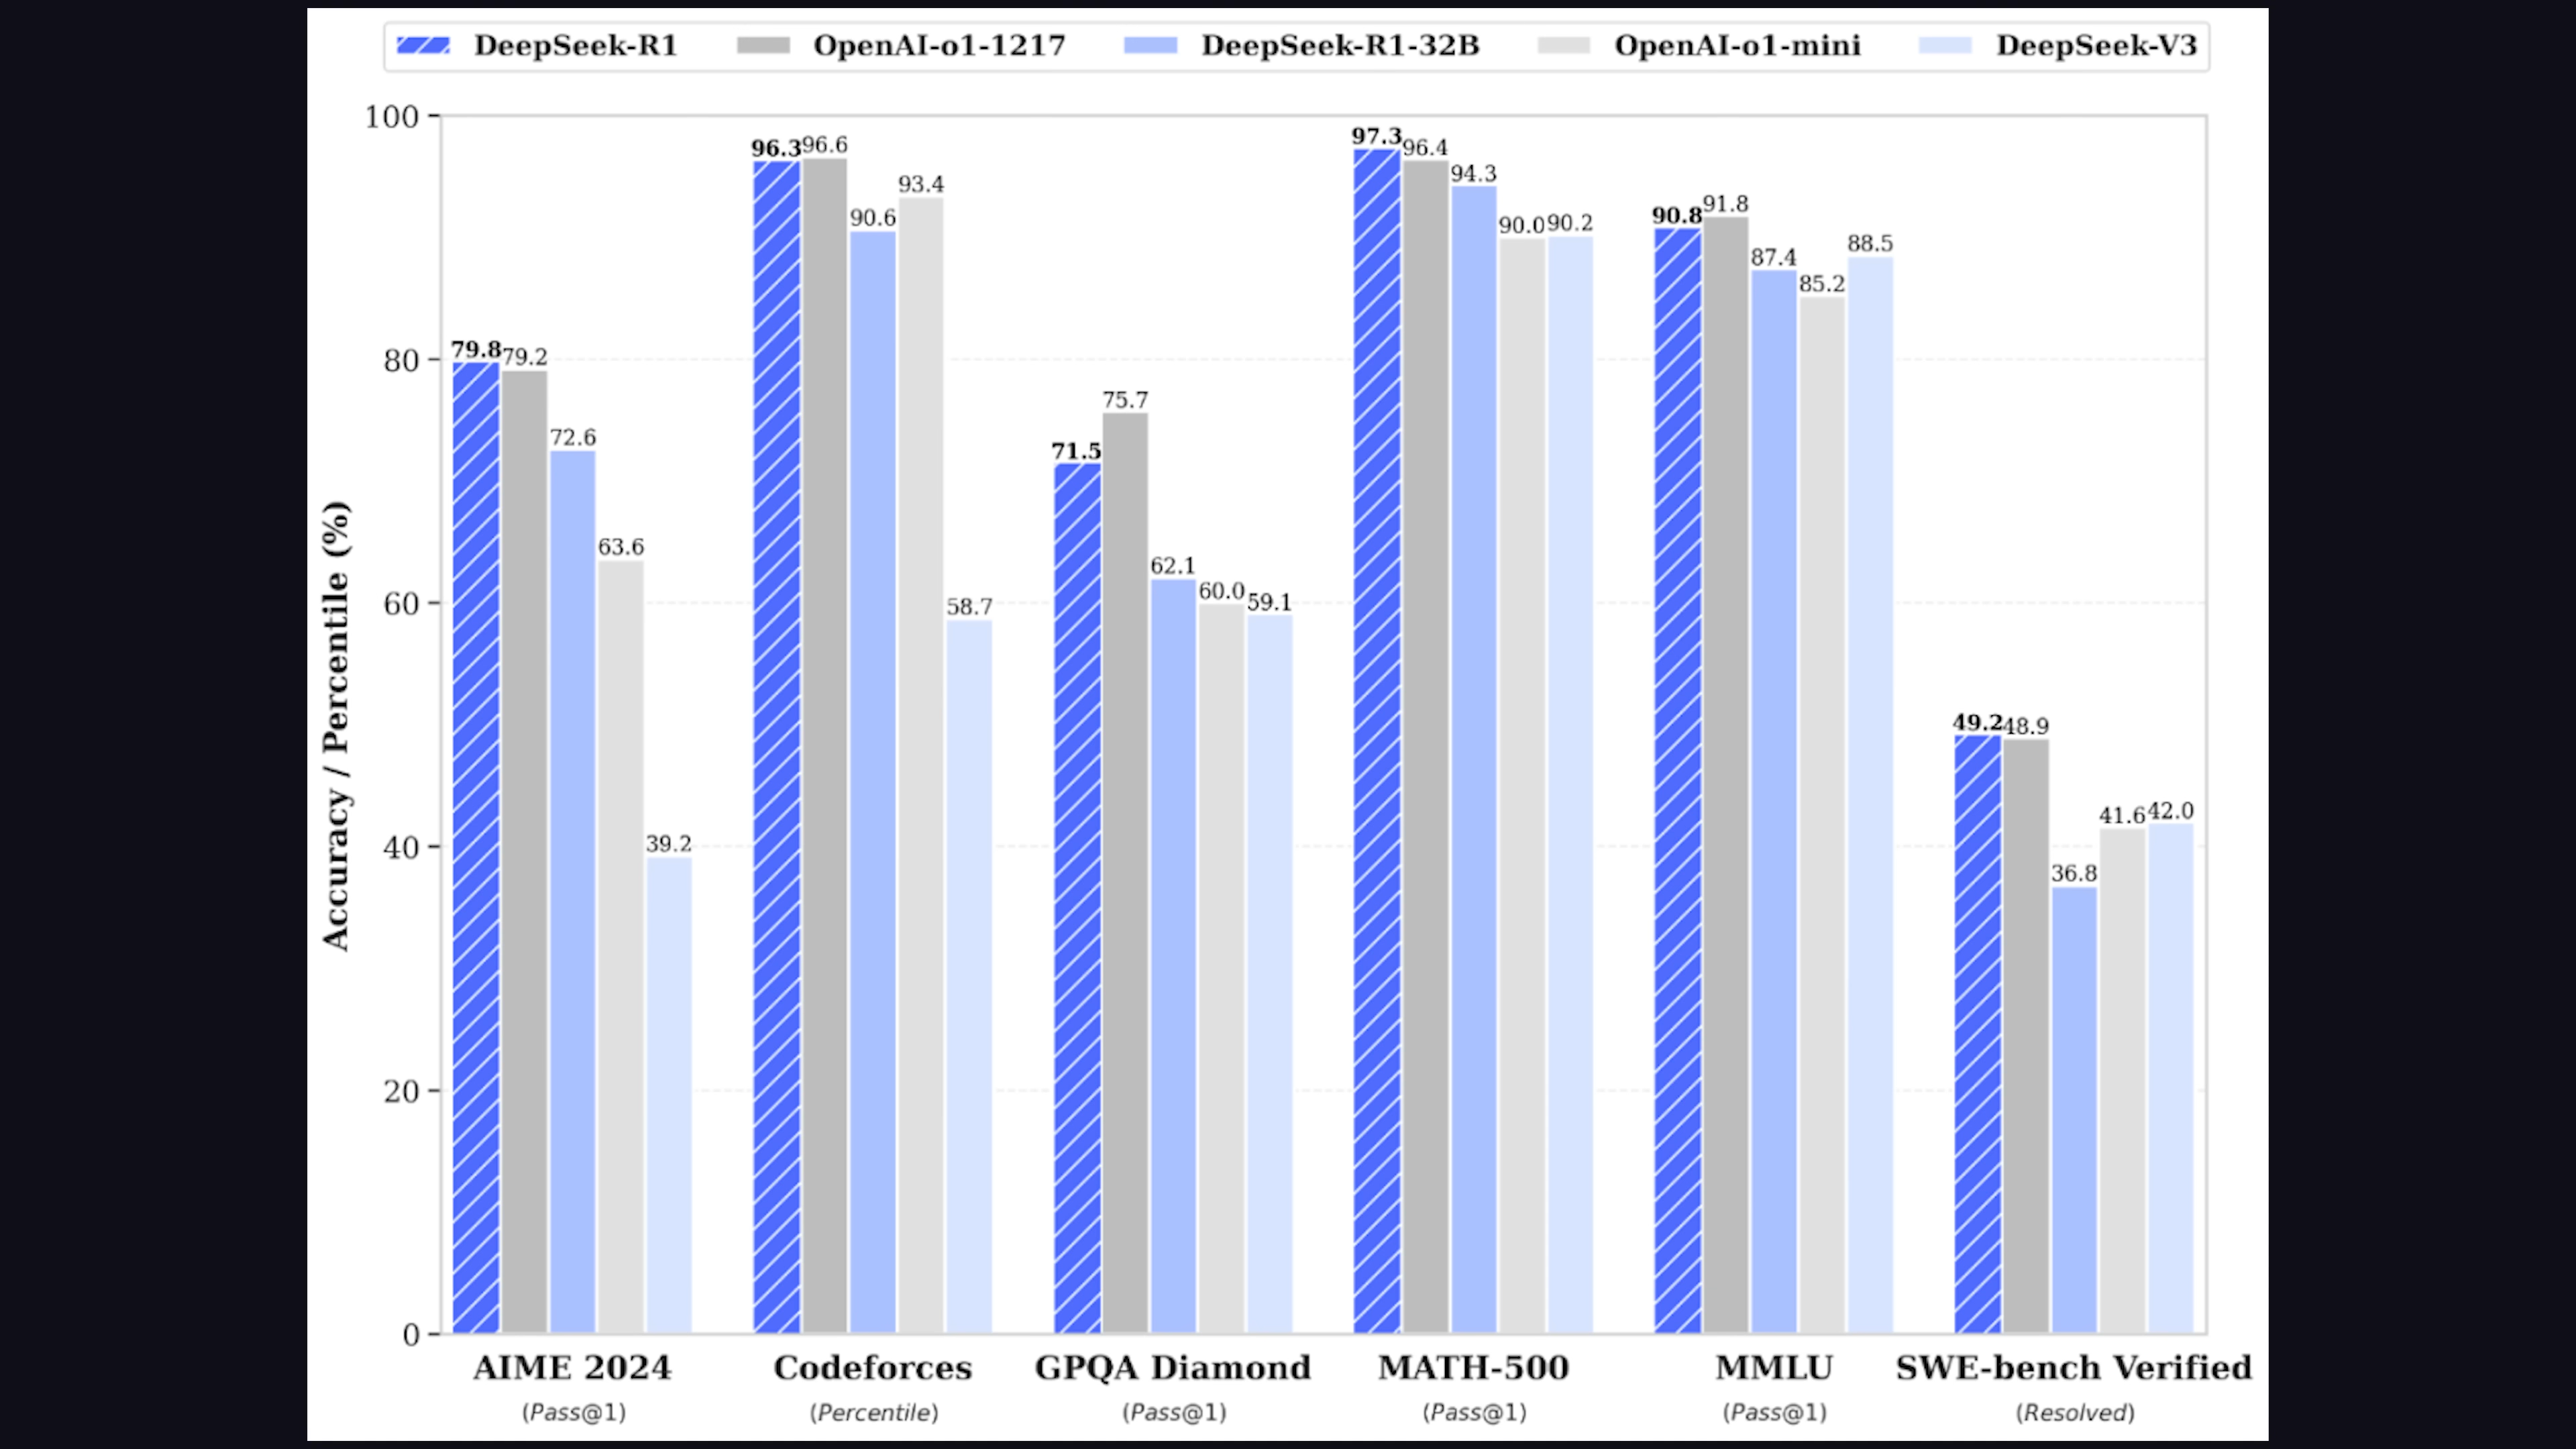 DeepSeek-R1 OpenAI-o1-1217 DeepSeek-R1-32B OpenAI-o1-mini DeepSeek-V3
Accuracy / Percentile (%)
100
80
60
40
20
0
79.8 79.2 72.6 63.6 39.2
96.3 96.6 90.6 93.4 58.7
71.5 75.7 62.1 60.0 59.1
97.3 96.4 94.3 90.0 90.2
90.8 91.8 87.4 85.2 88.5
49.2 48.9 36.8 41.6 42.0
AIME 2024 Codeforces GPQA Diamond MATH-500 MMLU SWE-bench Verified
(Pass@1) (Percentile) (Pass@1) (Pass@1) (Pass@1) (Resolved)